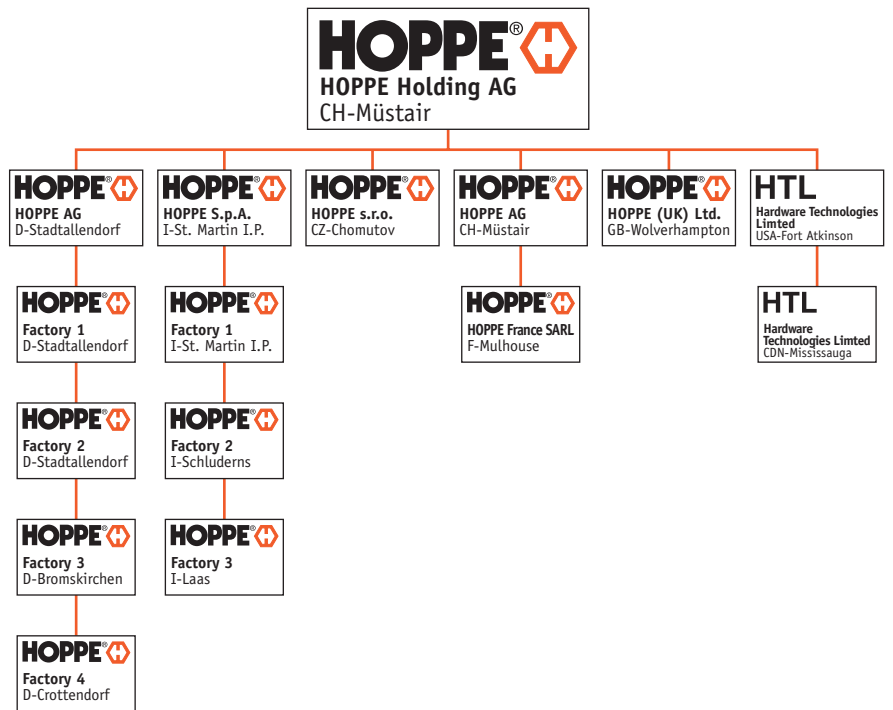 HOPPE®
HOPPE Holding AG
CH-Müstair
HOPPE®
HOPPE AG
D-Stadtallendorf
HOPPE®
HOPPE S.p.A.
I-St. Martin I.P.
HOPPE®
HOPPE s.r.o.
CZ-Chomutov
HOPPE®
HOPPE AG
CH-Müstair
HOPPE®
HOPPE (UK) Ltd.
GB-Wolverhampton
HTL
Hardware Technologies
Limted
USA-Fort Atkinson
HOPPE®
Factory 1
D-Stadtallendorf
HOPPE®
Factory 1
I-St. Martin I.P.
HOPPE®
HOPPE France SARL
F-Mulhouse
HTL
Hardware
Technologies Limted
CDN-Mississauga
HOPPE®
Factory 2
D-Stadtallendorf
HOPPE®
Factory 2
I-Schluderns
HOPPE®
Factory 3
D-Bromskirchen
HOPPE®
Factory 3
I-Laas
HOPPE®
Factory 4
D-Crottendorf